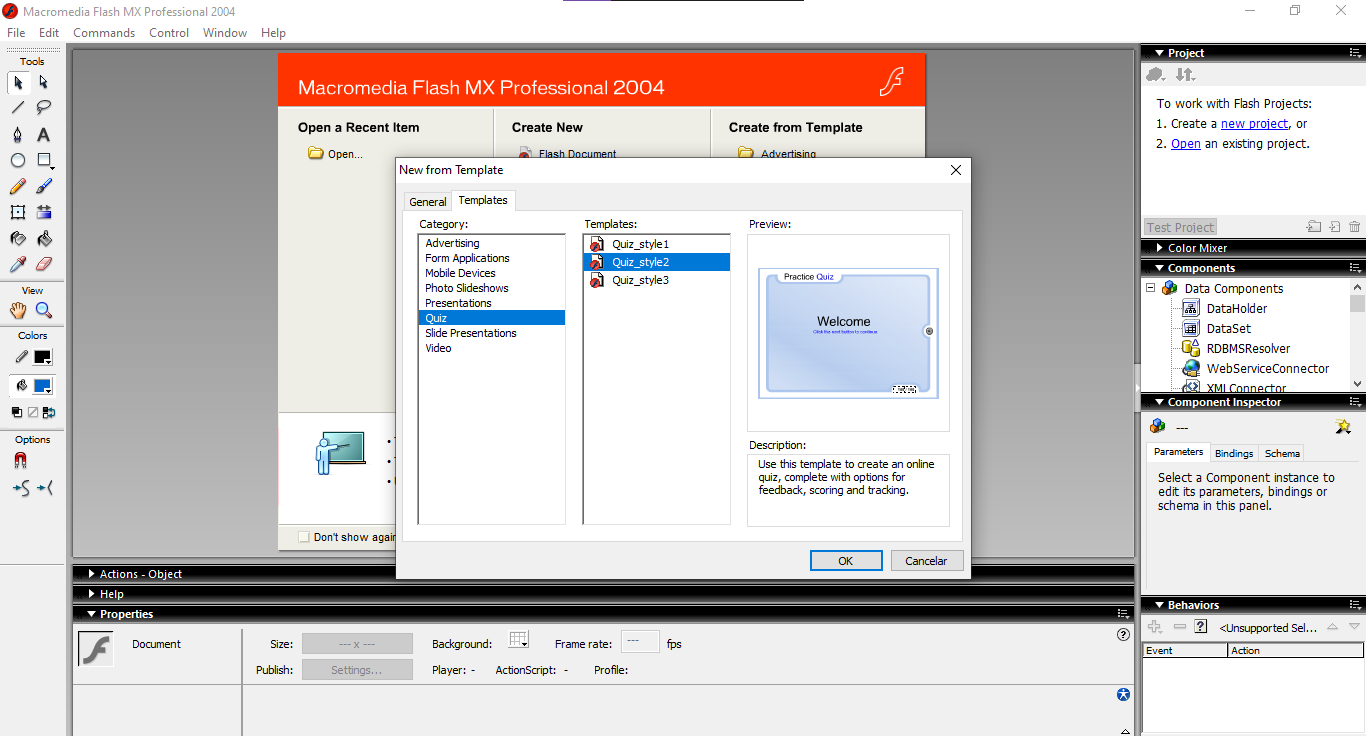 Macromedia Flash MX Professional 2004
File Edit Commands Control Window Help
Tools
View
Colors
Options
Macromedia Flash MX Professional 2004
Open a Recent Item
Open...
Create New
Flash Document
Create from Template
Advertising
Don't show again
New from Template
General Templates
Category:
Advertising
Form Applications
Mobile Devices
Photo Slideshows
Presentations
Quiz
Slide Presentations
Video
Templates:
Quiz_style1
Quiz_style2
Quiz_style3
Preview:
Practice Quiz
Welcome
Click the next button to continue
Description:
Use this template to create an online
quiz, complete with options for
feedback, scoring and tracking.
OK Cancelar
Actions - Object
Help
Properties
Document
Size: --- x --- Background: Frame rate: --- fps
Publish: Settings... Player: - ActionScript: - Profile:
Project
To work with Flash Projects:
1. Create a new project, or
2. Open an existing project.
Test Project
Color Mixer
Components
Data Components
DataHolder
DataSet
RDBMSResolver
WebServiceConnector
XMLConnector
Component Inspector
---
Parameters Bindings Schema
Select a Component instance to
edit its parameters, bindings or
schema in this panel.
Behaviors
<Unsupported Sel...
Event Action